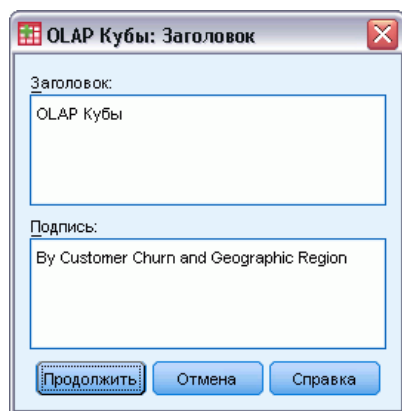 OLAP Кубы: Заголовок
Заголовок:
OLAP Кубы
Подпись:
By Customer Churn and Geographic Region
Продолжить Отмена Справка